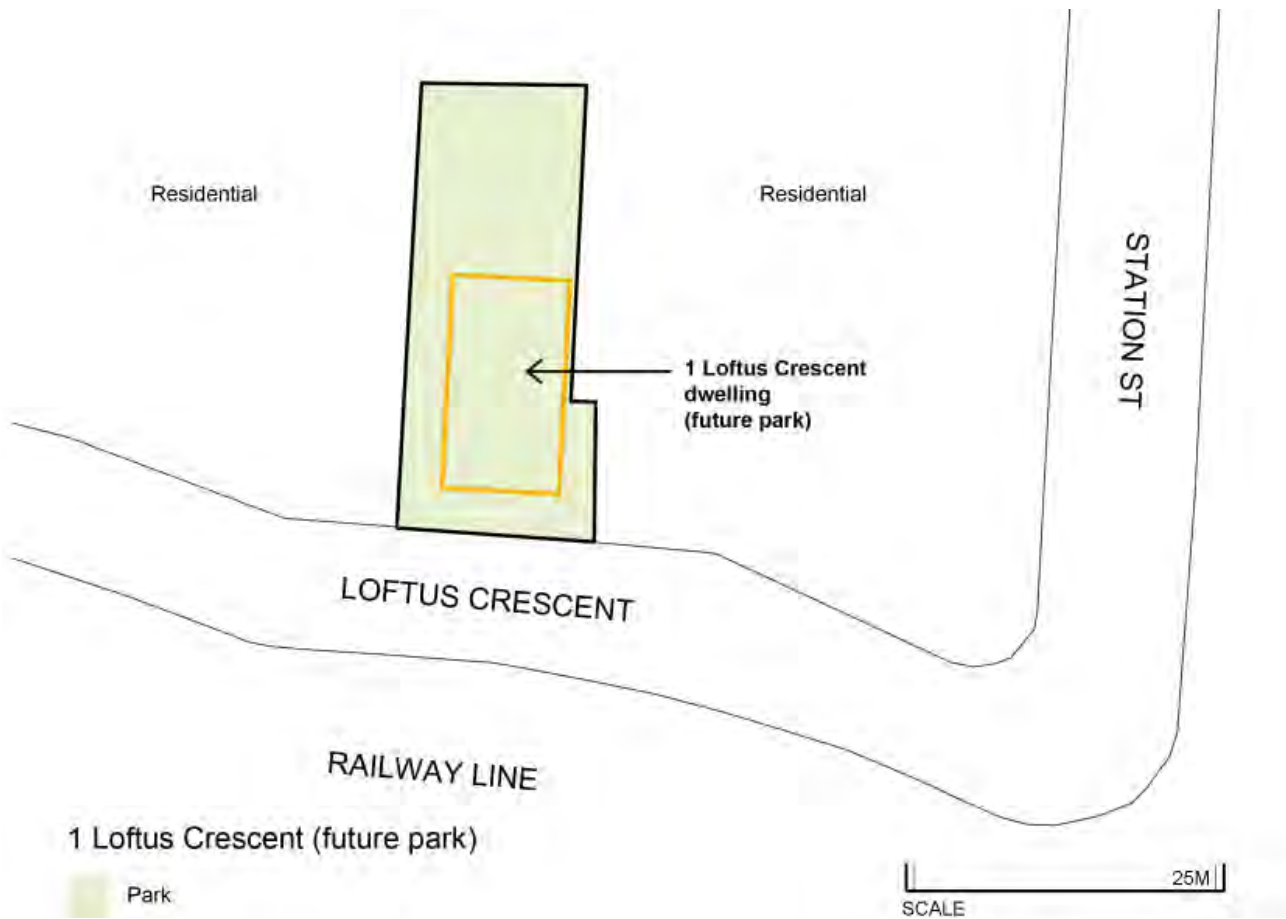 Residential
Residential
STATION ST
1 Loftus Crescent
dwelling
(future park)
LOFTUS CRESCENT
RAILWAY LINE
1 Loftus Crescent (future park)
Park
25M
SCALE